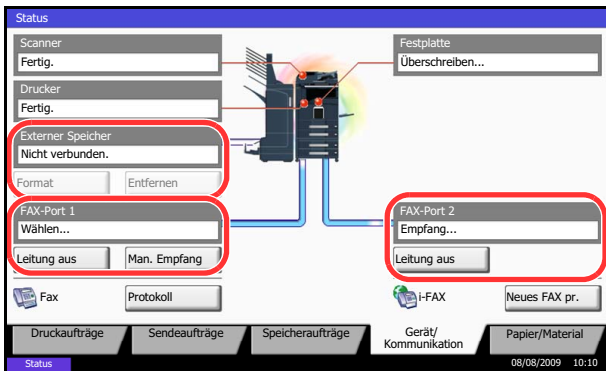 Status
Scanner
Fertig.
Festplatte
Überschreiben...
Drucker
Fertig.
Externer Speicher
Nicht verbunden.
Format
Entfernen
FAX-Port 1
Wählen...
Leitung aus
Man. Empfang
FAX-Port 2
Empfang...
Leitung aus
Fax
Protokoll
i-FAX
Neues FAX pr.
Druckaufträge
Sendeaufträge
Speicheraufträge
Gerät/
Kommunikation
Papier/Material
Status
08/08/2009 10:10